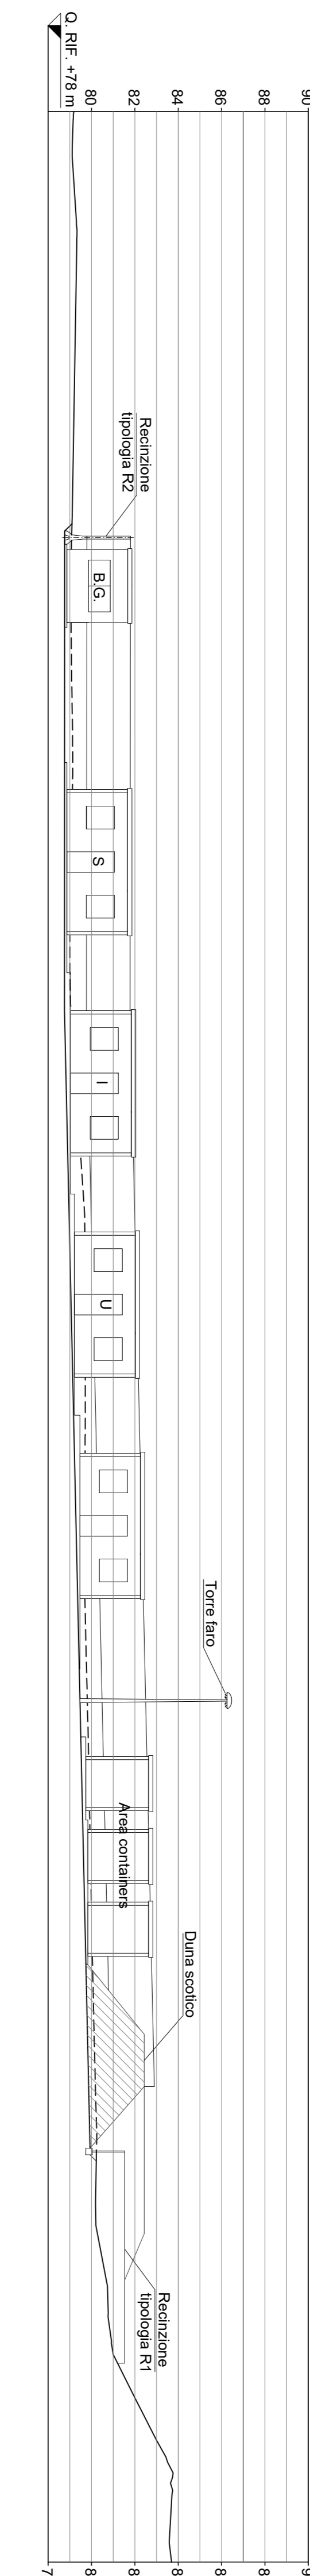 Q. RIF. +78 m
80
82
84
86
88
90
Recinzione
tipologia R2
B.G.
S
I
U
Torre faro
Area containers
Duna scotico
Recinzione
tipologia R1